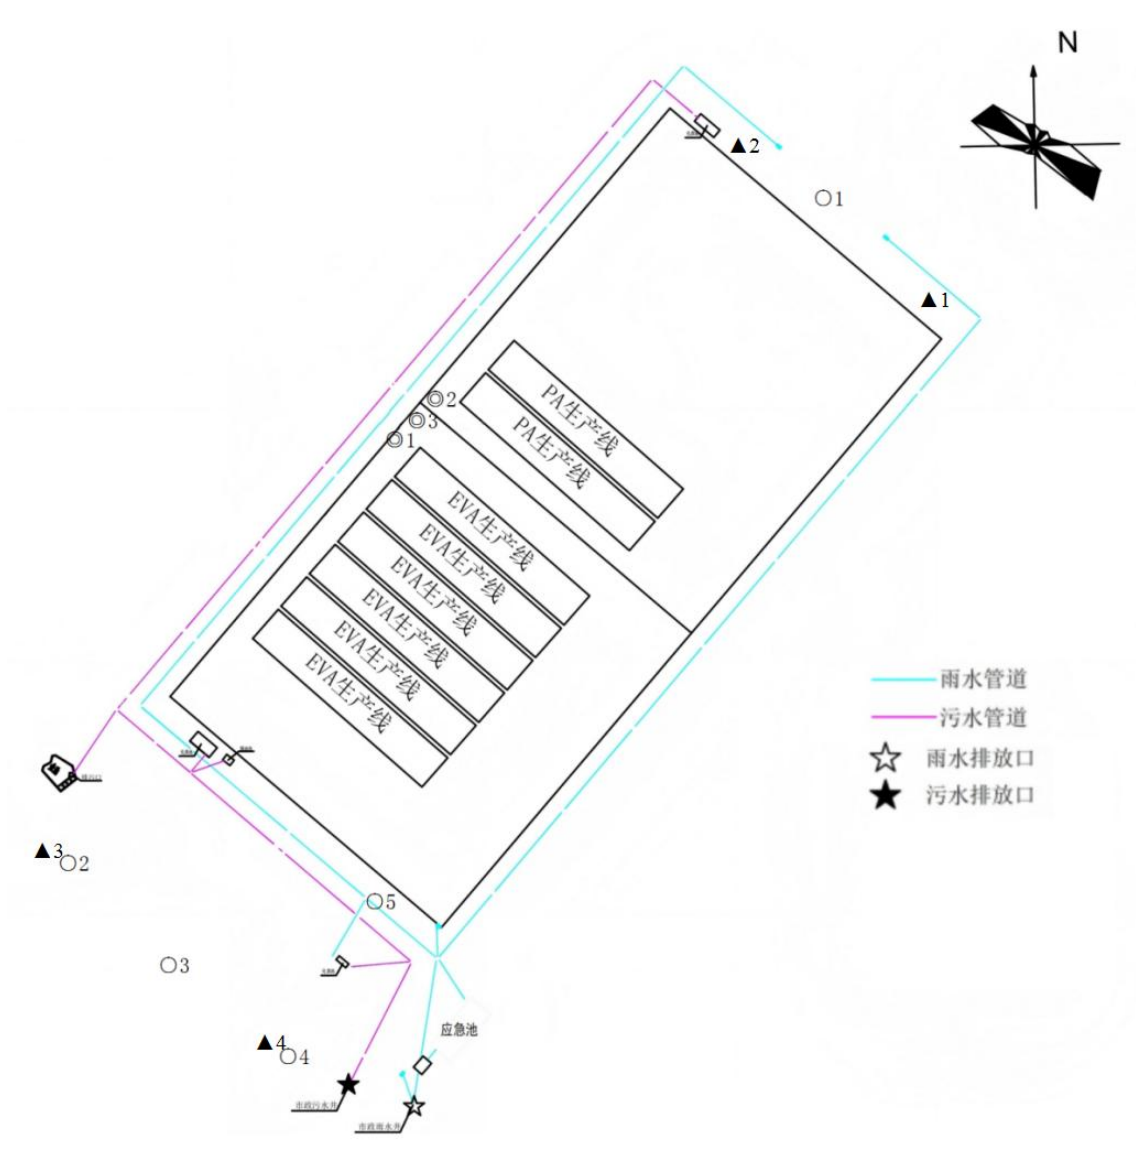 N
▲2
○1
▲1
PA生产线
◎2
PA生产线
◎3
◎1
EVA生产线
EVA生产线
EVA生产线
EVA生产线
EVA生产线
EVA生产线
雨水管道
污水管道
雨水排放口
污水排放口
▲3
○2
○5
○3
应急池
▲4
○4
市政污水井
市政雨水井